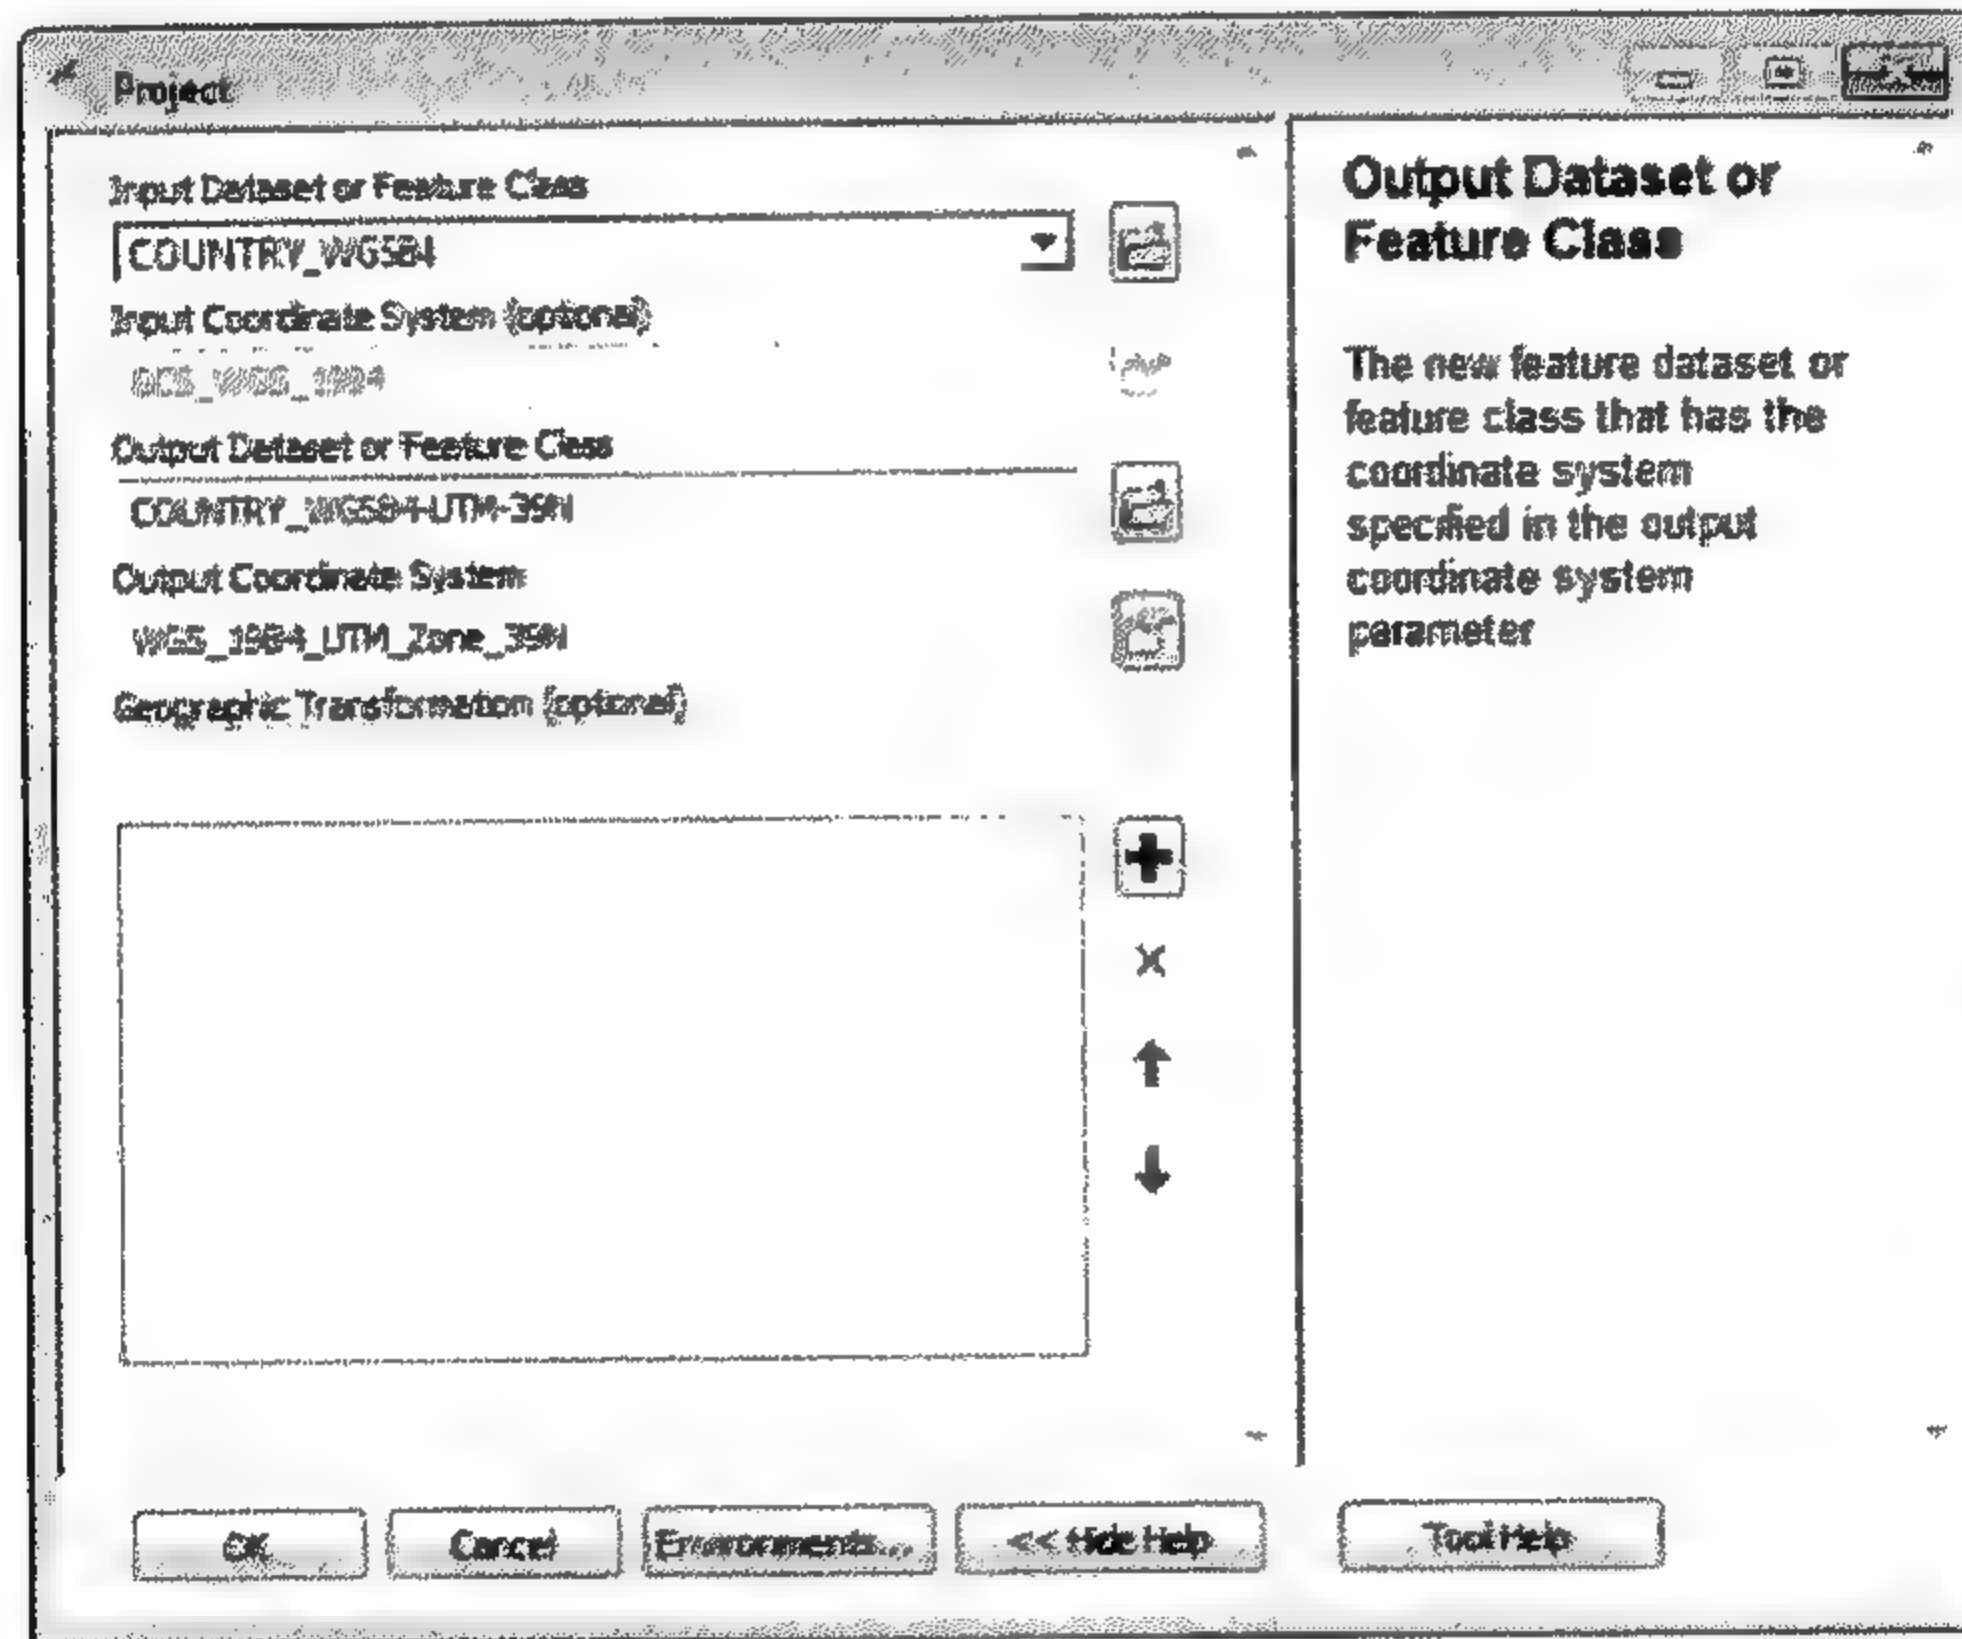 Project
Input Dataset or Feature Class
COUNTRY_WGS84
Input Coordinate System (optional)
GCS_WGS_1984
Output Dataset or Feature Class
COUNTRY_WGS84-UTM-39N
Output Coordinate System
WGS_1984_UTM_Zone_39N
Geographic Transformation (optional)
OK
Cancel
Environments...
<< Hide Help
Output Dataset or
Feature Class
The new feature dataset or
feature class that has the
coordinate system
specified in the output
coordinate system
parameter
Tool Help